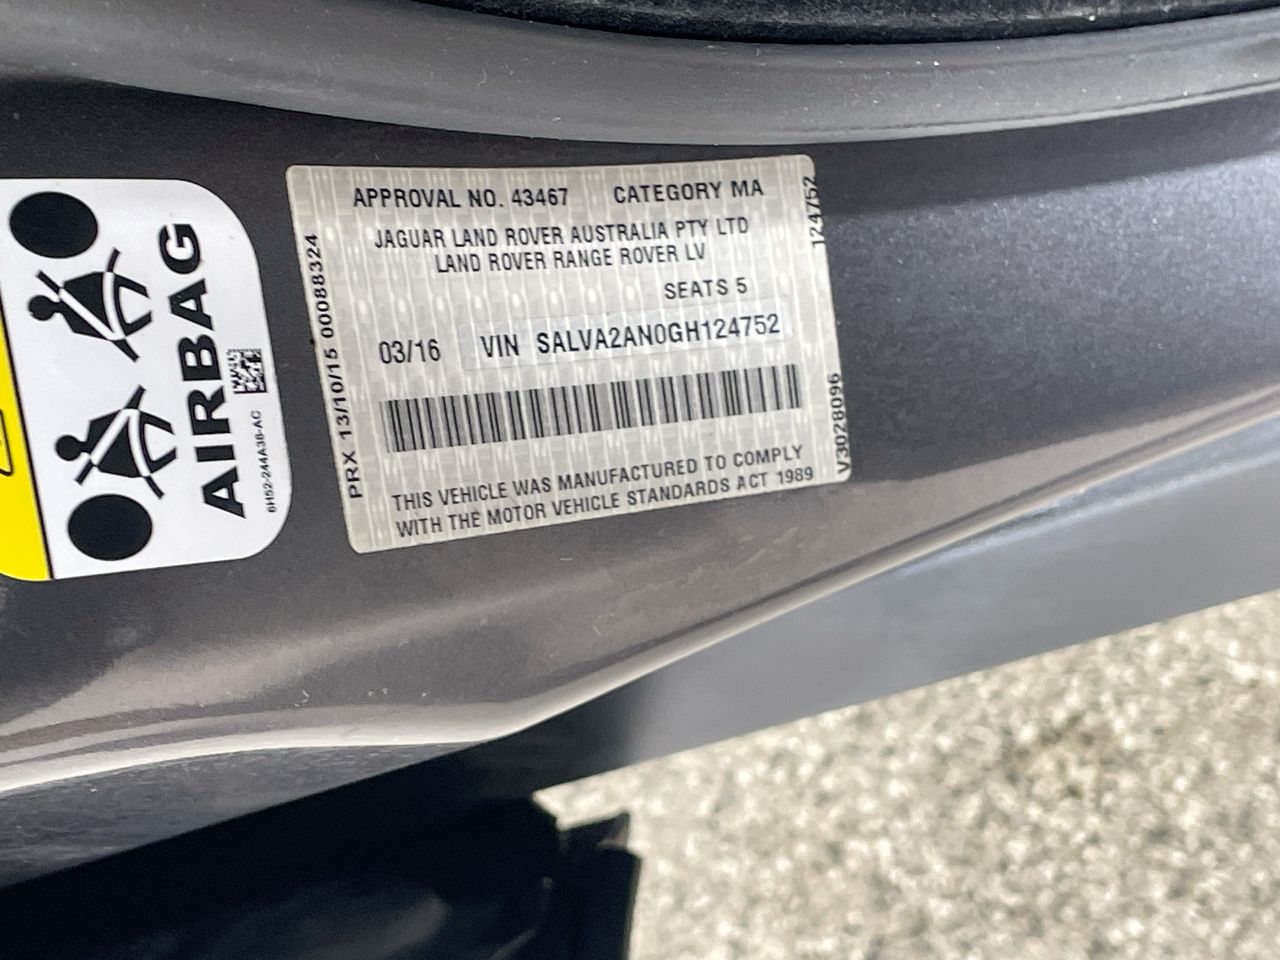 AIRBAG
6H52-244A38-AC
APPROVAL NO. 43467 CATEGORY MA
JAGUAR LAND ROVER AUSTRALIA PTY LTD
LAND ROVER RANGE ROVER LV
SEATS 5
03/16 VIN SALVA2AN0GH124752
THIS VEHICLE WAS MANUFACTURED TO COMPLY
WITH THE MOTOR VEHICLE STANDARDS ACT 1989
PRX 13/10/15 00088324
124752
V3028096